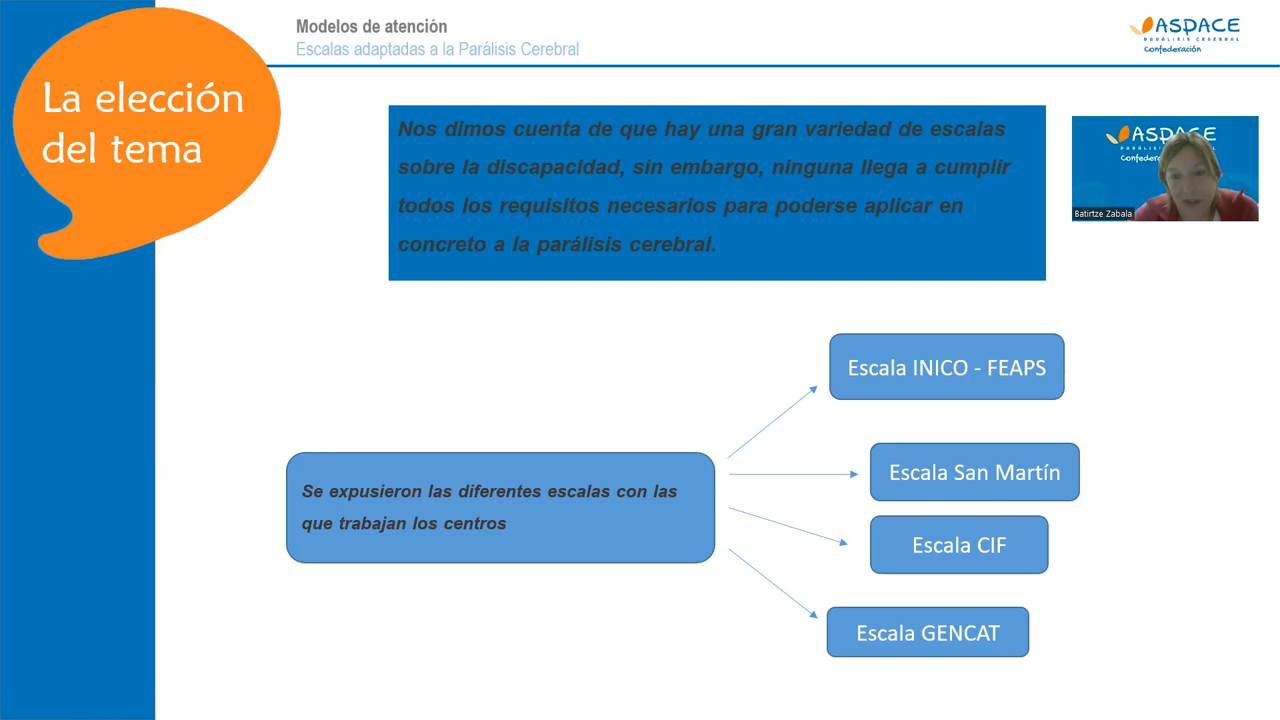 La elección
del tema
Modelos de atención
Escalas adaptadas a la Parálisis Cerebral
ASPACE
PARÁLISIS CEREBRAL
Confederación
Nos dimos cuenta de que hay una gran variedad de escalas
sobre la discapacidad, sin embargo, ninguna llega a cumplir
todos los requisitos necesarios para poderse aplicar en
concreto a la parálisis cerebral.
ASPACE
Batirtze Zabala
Escala INICO - FEAPS
Escala San Martín
Se expusieron las diferentes escalas con las
que trabajan los centros
Escala CIF
Escala GENCAT